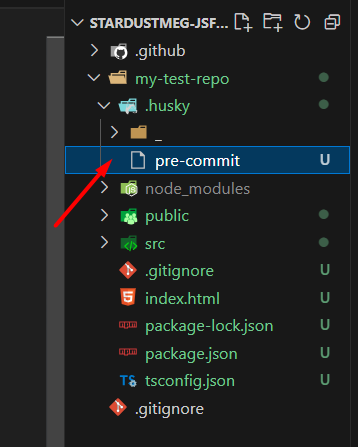 STARDUSTMEG-JSF...
.github
my-test-repo
.husky
_
pre-commit U
node_modules
public
src
.gitignore U
index.html U
package-lock.json U
package.json U
TS tsconfig.json U
.gitignore